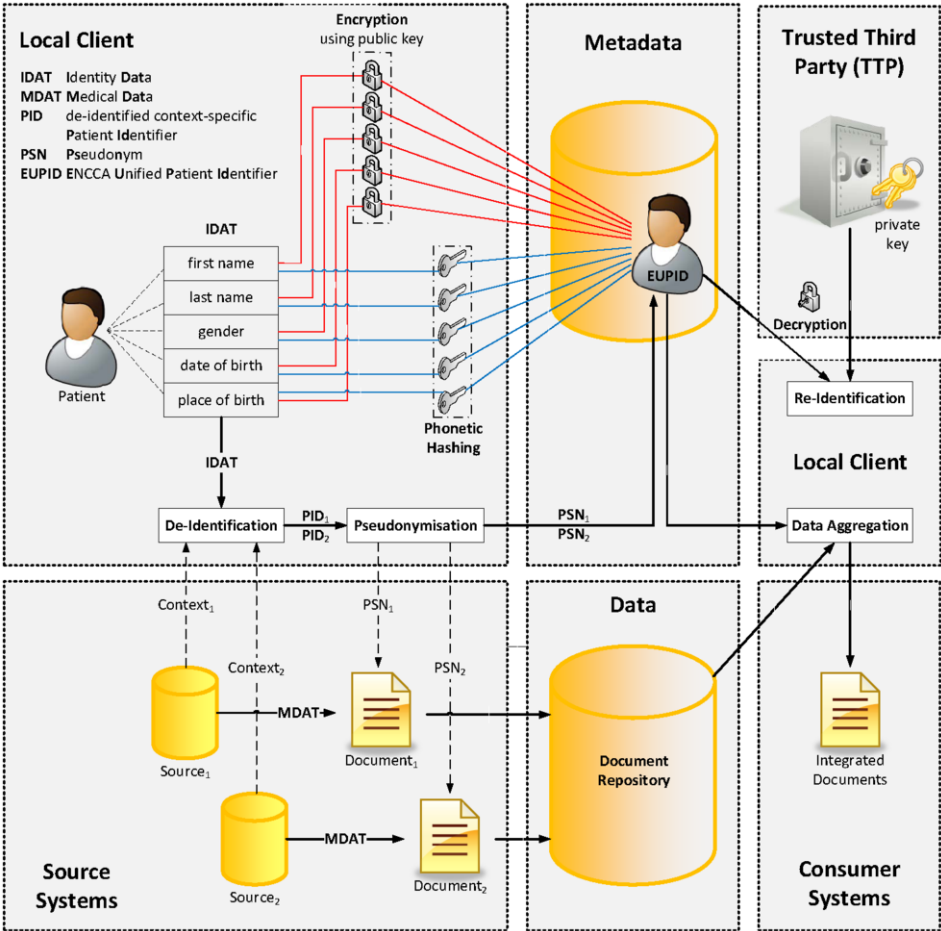 Local Client
IDAT Identity Data
MDAT Medical Data
PID de-identified context-specific
Patient Identifier
PSN Pseudonym
EUPID ENCCA Unified Patient Identifier
Encryption
using public key
IDAT
first name
last name
gender
date of birth
place of birth
Patient
Phonetic
Hashing
IDAT
De-Identification
PID₁
PID₂
Pseudonymisation
PSN₁
PSN₂
Metadata
EUPID
Trusted Third
Party (TTP)
private
key
Decryption
Re-Identification
Local Client
Data Aggregation
Context₁
Context₂
PSN₁
PSN₂
MDAT
Source₁
Document₁
MDAT
Source₂
Document₂
Source
Systems
Data
Document
Repository
Integrated
Documents
Consumer
Systems